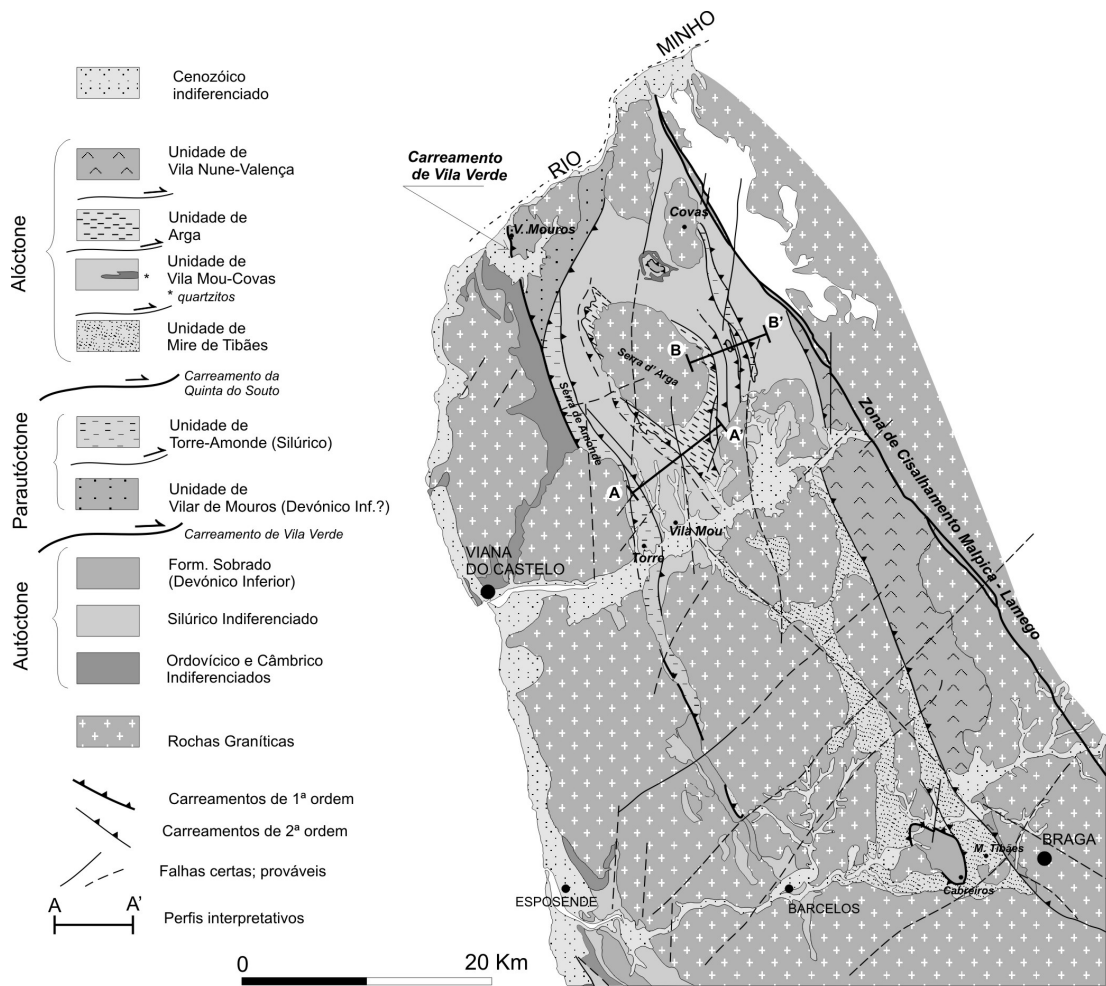 Cenozóico
indiferenciado
Alóctone
Unidade de
Vila Nune-Valença
Unidade de
Arga
Unidade de
Vila Mou-Covas
* quartzitos
*
Unidade de
Mire de Tibães
Carreamento da
Quinta do Souto
Parautóctone
Unidade de
Torre-Amonde (Silúrico)
Unidade de
Vilar de Mouros (Devónico Inf.?)
Carreamento de Vila Verde
Autóctone
Form. Sobrado
(Devónico Inferior)
Silúrico Indiferenciado
Ordovícico e Câmbrico
Indiferenciados
Rochas Graníticas
Carreamentos de 1ª ordem
Carreamentos de 2ª ordem
Falhas certas; prováveis
A A'
Perfis interpretativos
0 20 Km
RIO MINHO
Carreamento
de Vila Verde
V. Mouros
Covas
B B'
Serra d' Arga
Serra de Amonde
A A'
Zona de Cisalhamento Malpica - Lamego
Vila Mou
Torre
VIANA
DO CASTELO
BRAGA
M. Tibães
Cabreiros
ESPOSENDE
BARCELOS